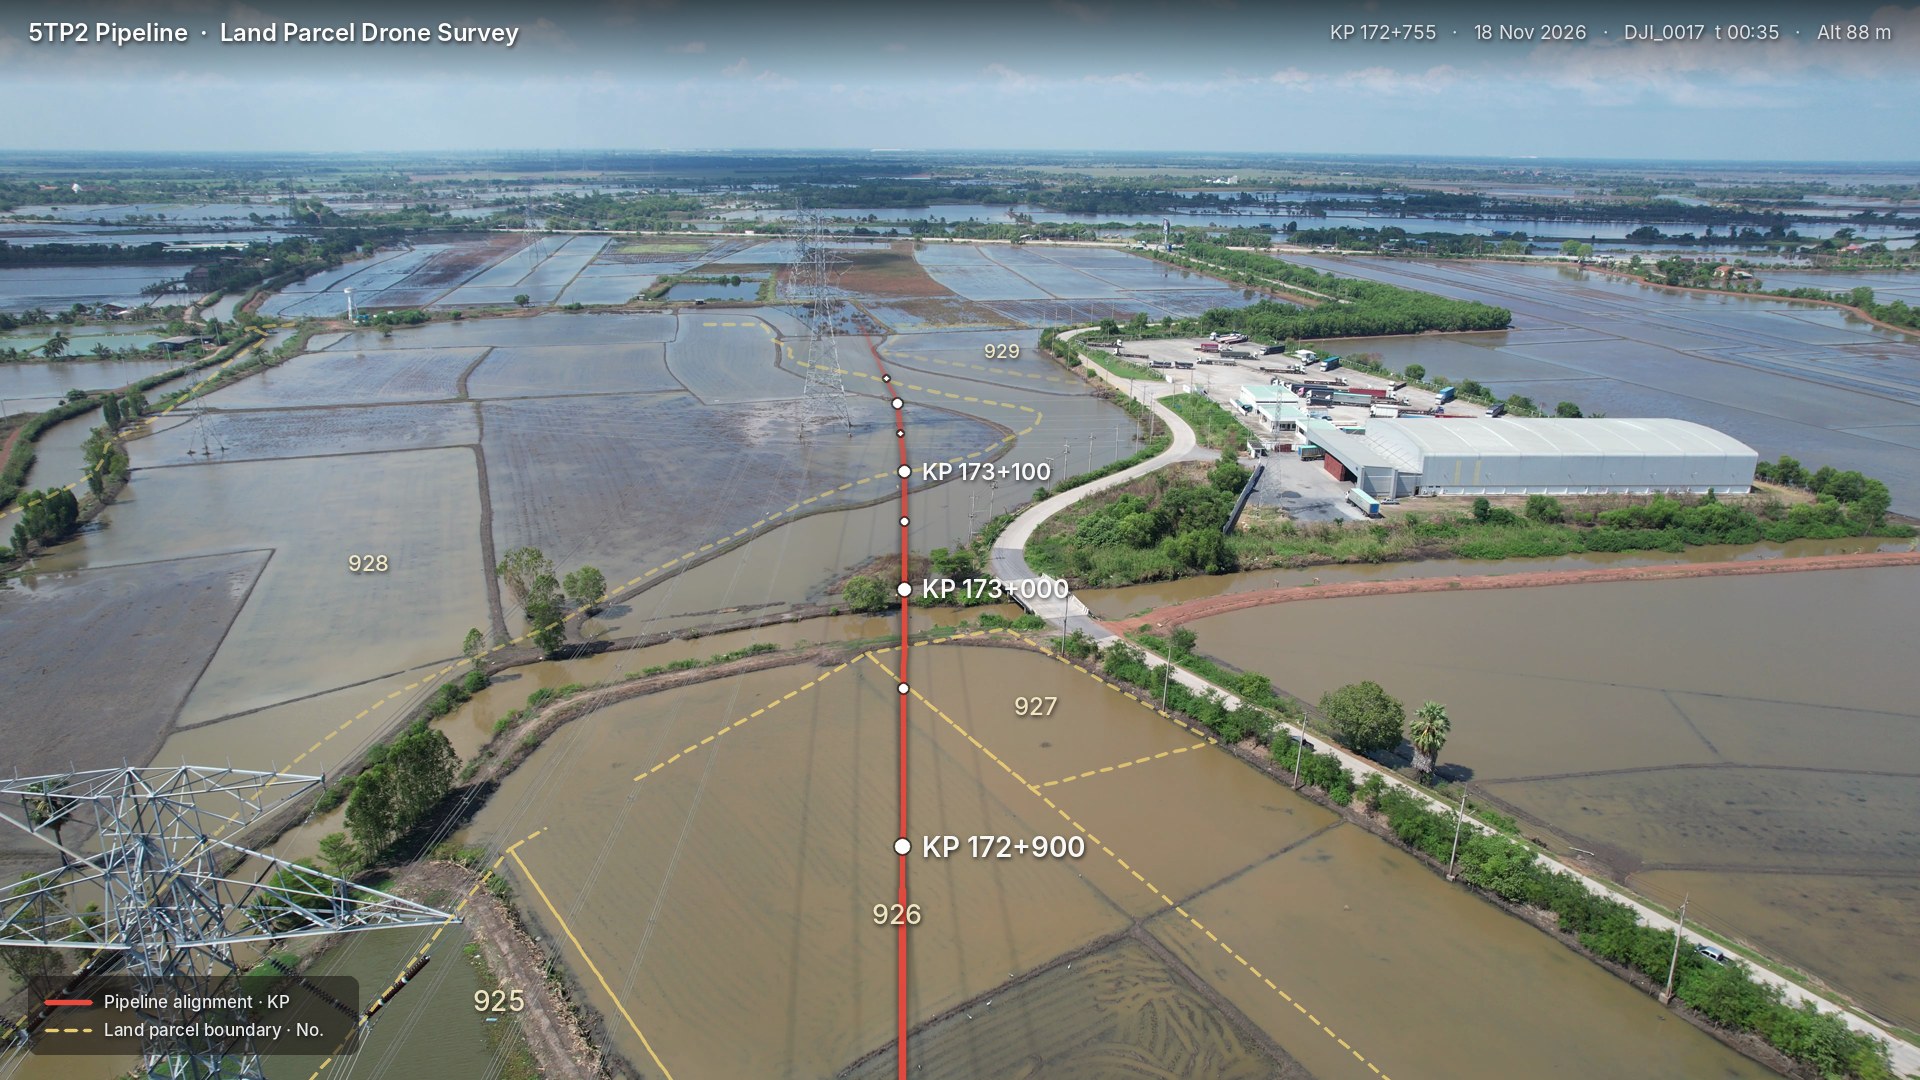 5TP2 Pipeline · Land Parcel Drone Survey
KP 172+755 · 18 Nov 2026 · DJI_0017 t 00:35 · Alt 88 m
929
KP 173+100
928
KP 173+000
927
KP 172+900
926
925
Pipeline alignment · KP
Land parcel boundary · No.